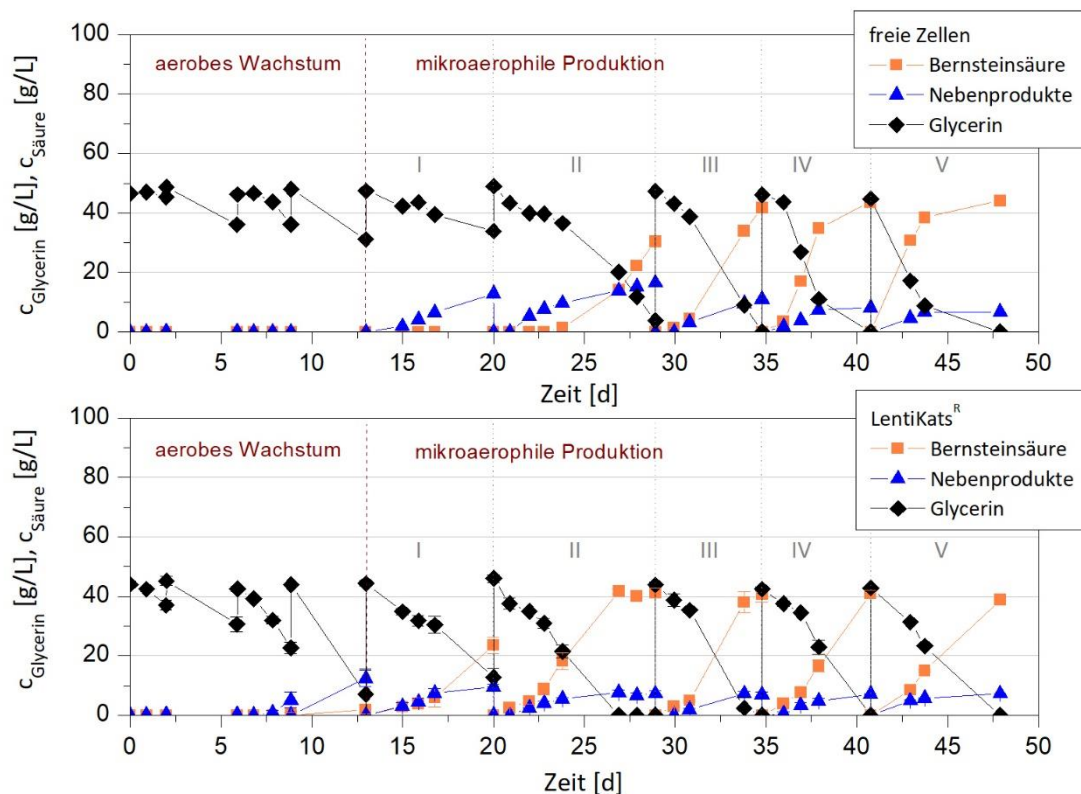 100
80
60
40
20
0
c_Glycerin [g/L], c_Säure [g/L]
aerobes Wachstum
mikroaerophile Produktion
freie Zellen
Bernsteinsäure
Nebenprodukte
Glycerin
I
II
III
IV
V
0 5 10 15 20 25 30 35 40 45 50
Zeit [d]
100
80
60
40
20
0
c_Glycerin [g/L], c_Säure [g/L]
aerobes Wachstum
mikroaerophile Produktion
LentiKats^R
Bernsteinsäure
Nebenprodukte
Glycerin
I
II
III
IV
V
0 5 10 15 20 25 30 35 40 45 50
Zeit [d]